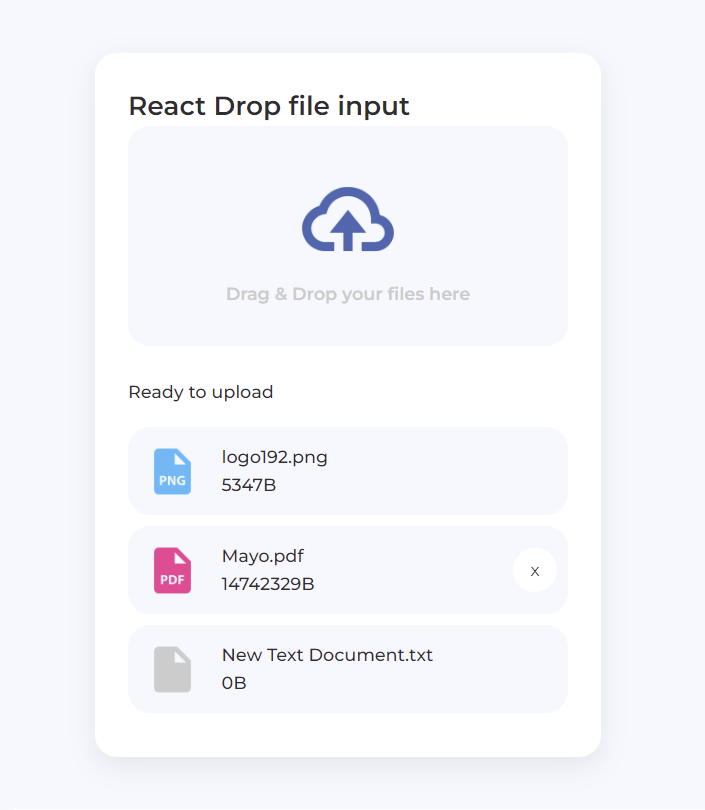 React Drop file input
Drag & Drop your files here
Ready to upload
PNG
logo192.png
5347B
PDF
Mayo.pdf
14742329B
x
New Text Document.txt
0B